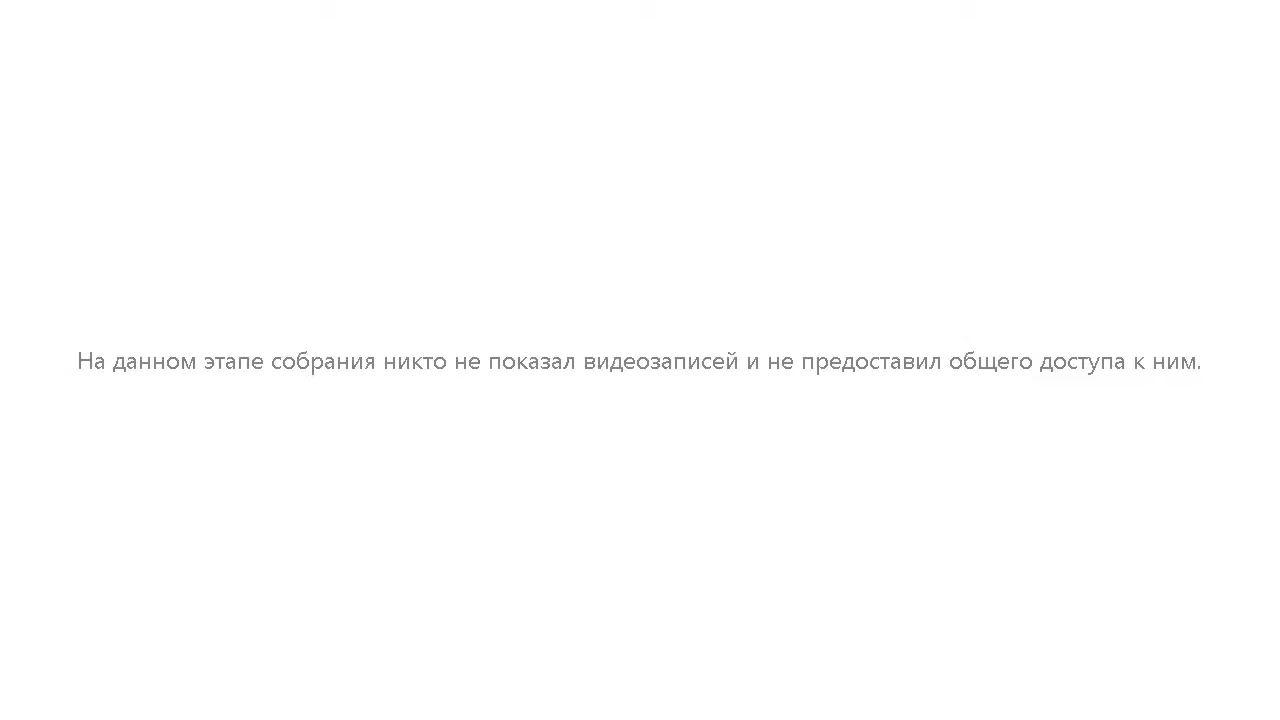 На данном этапе собрания никто не показал видеозаписей и не предоставил общего доступа к ним.